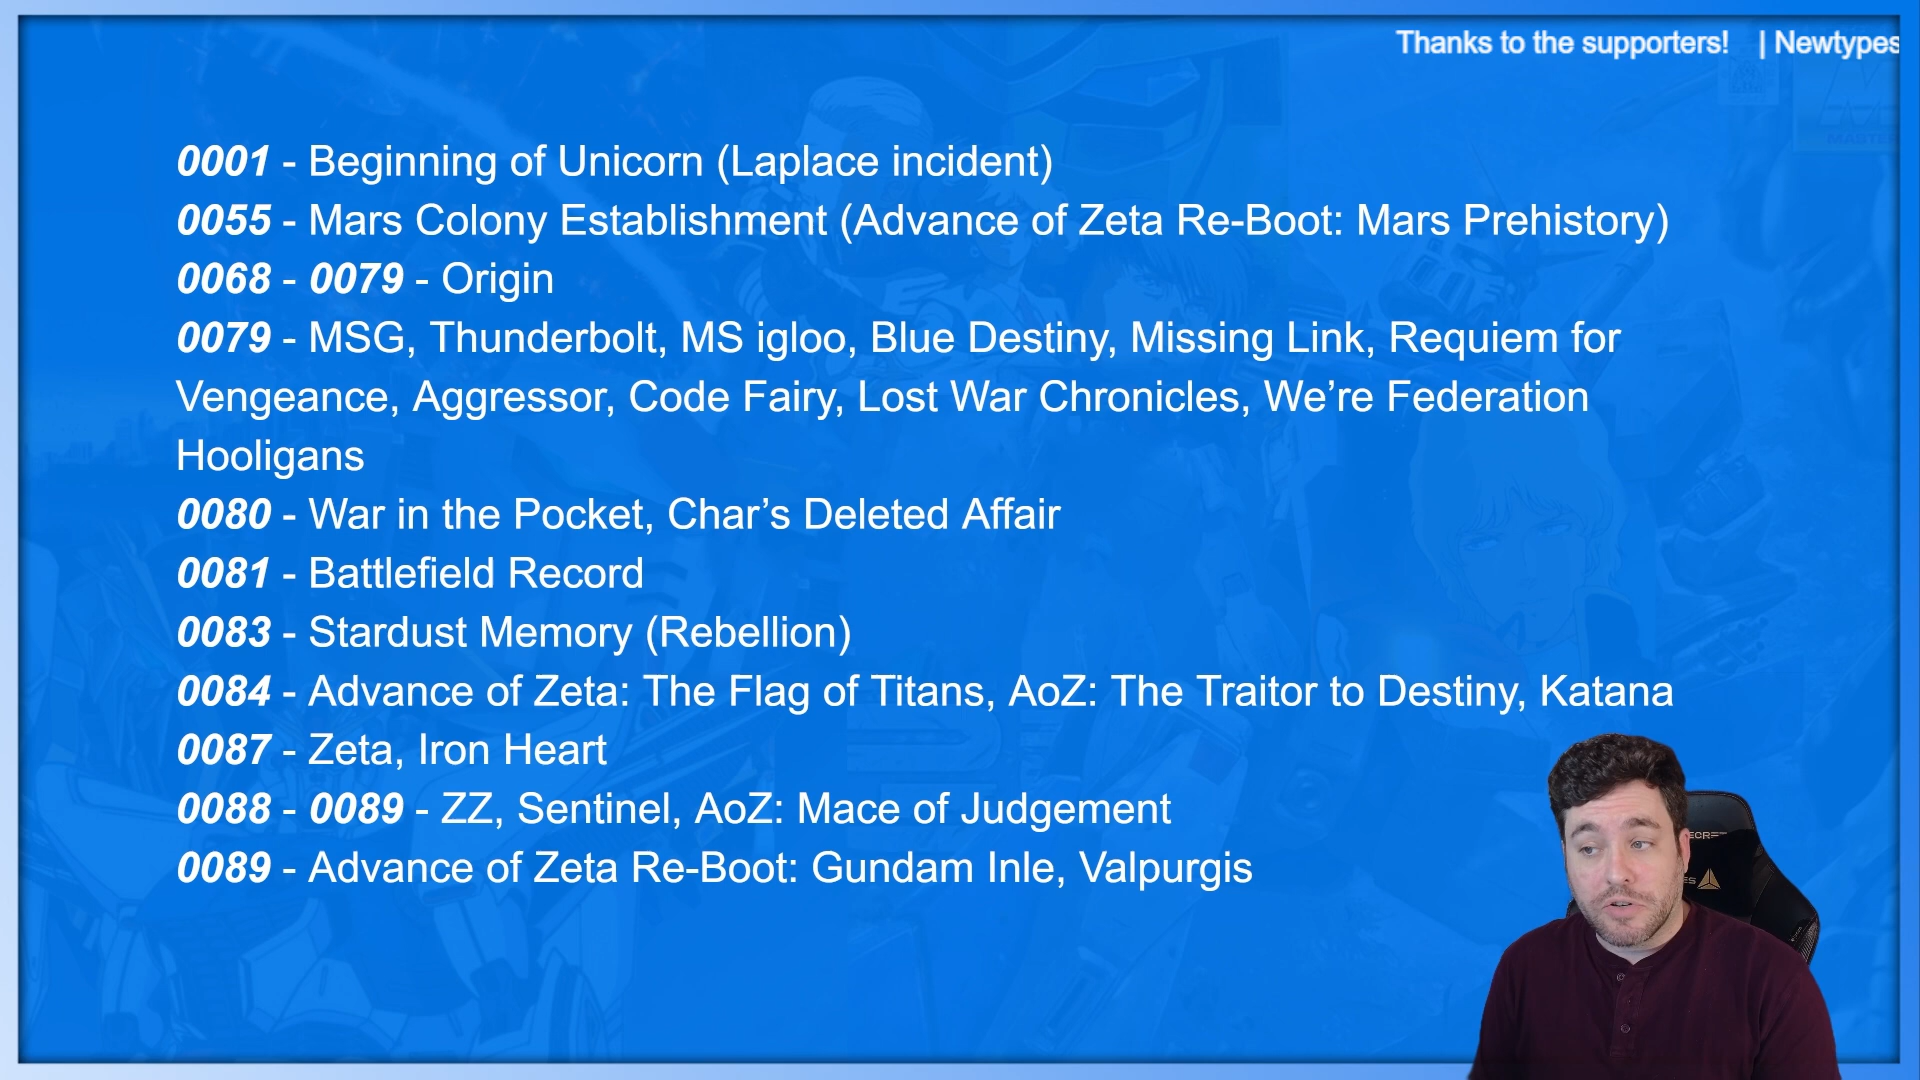 Thanks to the supporters! | Newtypes
0001 - Beginning of Unicorn (Laplace incident)
0055 - Mars Colony Establishment (Advance of Zeta Re-Boot: Mars Prehistory)
0068 - 0079 - Origin
0079 - MSG, Thunderbolt, MS igloo, Blue Destiny, Missing Link, Requiem for
Vengeance, Aggressor, Code Fairy, Lost War Chronicles, We’re Federation
Hooligans
0080 - War in the Pocket, Char’s Deleted Affair
0081 - Battlefield Record
0083 - Stardust Memory (Rebellion)
0084 - Advance of Zeta: The Flag of Titans, AoZ: The Traitor to Destiny, Katana
0087 - Zeta, Iron Heart
0088 - 0089 - ZZ, Sentinel, AoZ: Mace of Judgement
0089 - Advance of Zeta Re-Boot: Gundam Inle, Valpurgis